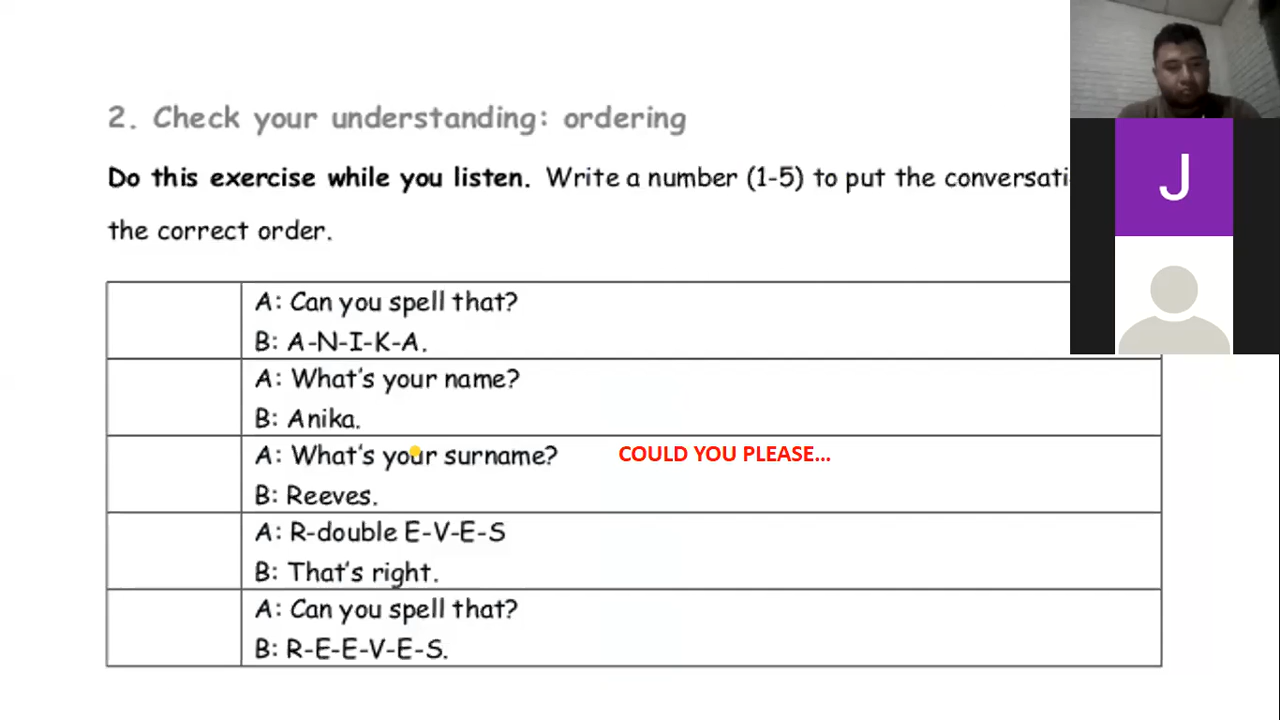 2. Check your understanding: ordering
Do this exercise while you listen. Write a number (1-5) to put the
the correct order.
A: Can you spell that?
B: A-N-I-K-A.
A: What's your name?
B: Anika.
A: What's your surname? COULD YOU PLEASE...
B: Reeves.
A: R-double E-V-E-S
B: That's right.
A: Can you spell that?
B: R-E-E-V-E-S.
J